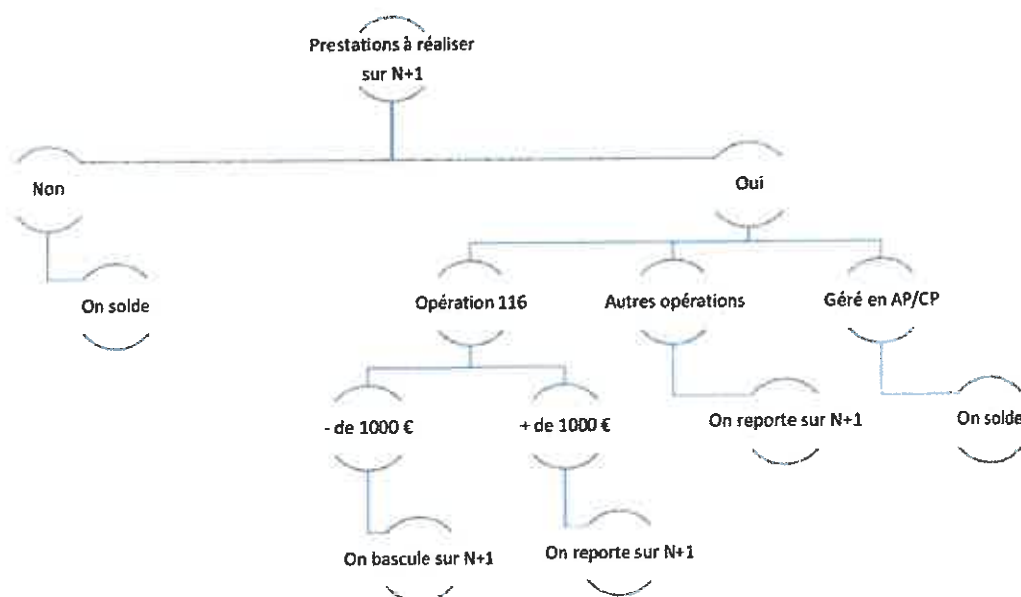 Prestations à réaliser
sur N+1
Non
Oui
On solde
Opération 116
Autres opérations
Géré en AP/CP
- de 1000 €
+ de 1000 €
On reporte sur N+1
On solde
On bascule sur N+1
On reporte sur N+1